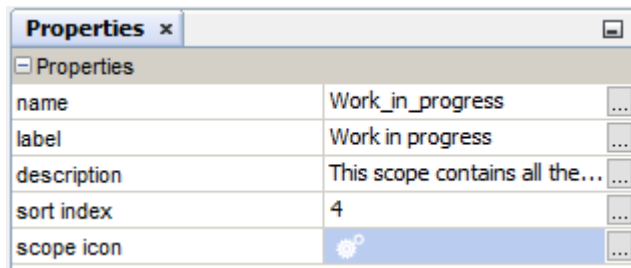 Properties ×
Properties
name Work_in_progress ...
label Work in progress ...
description This scope contains all the... ...
sort index 4 ...
scope icon ...